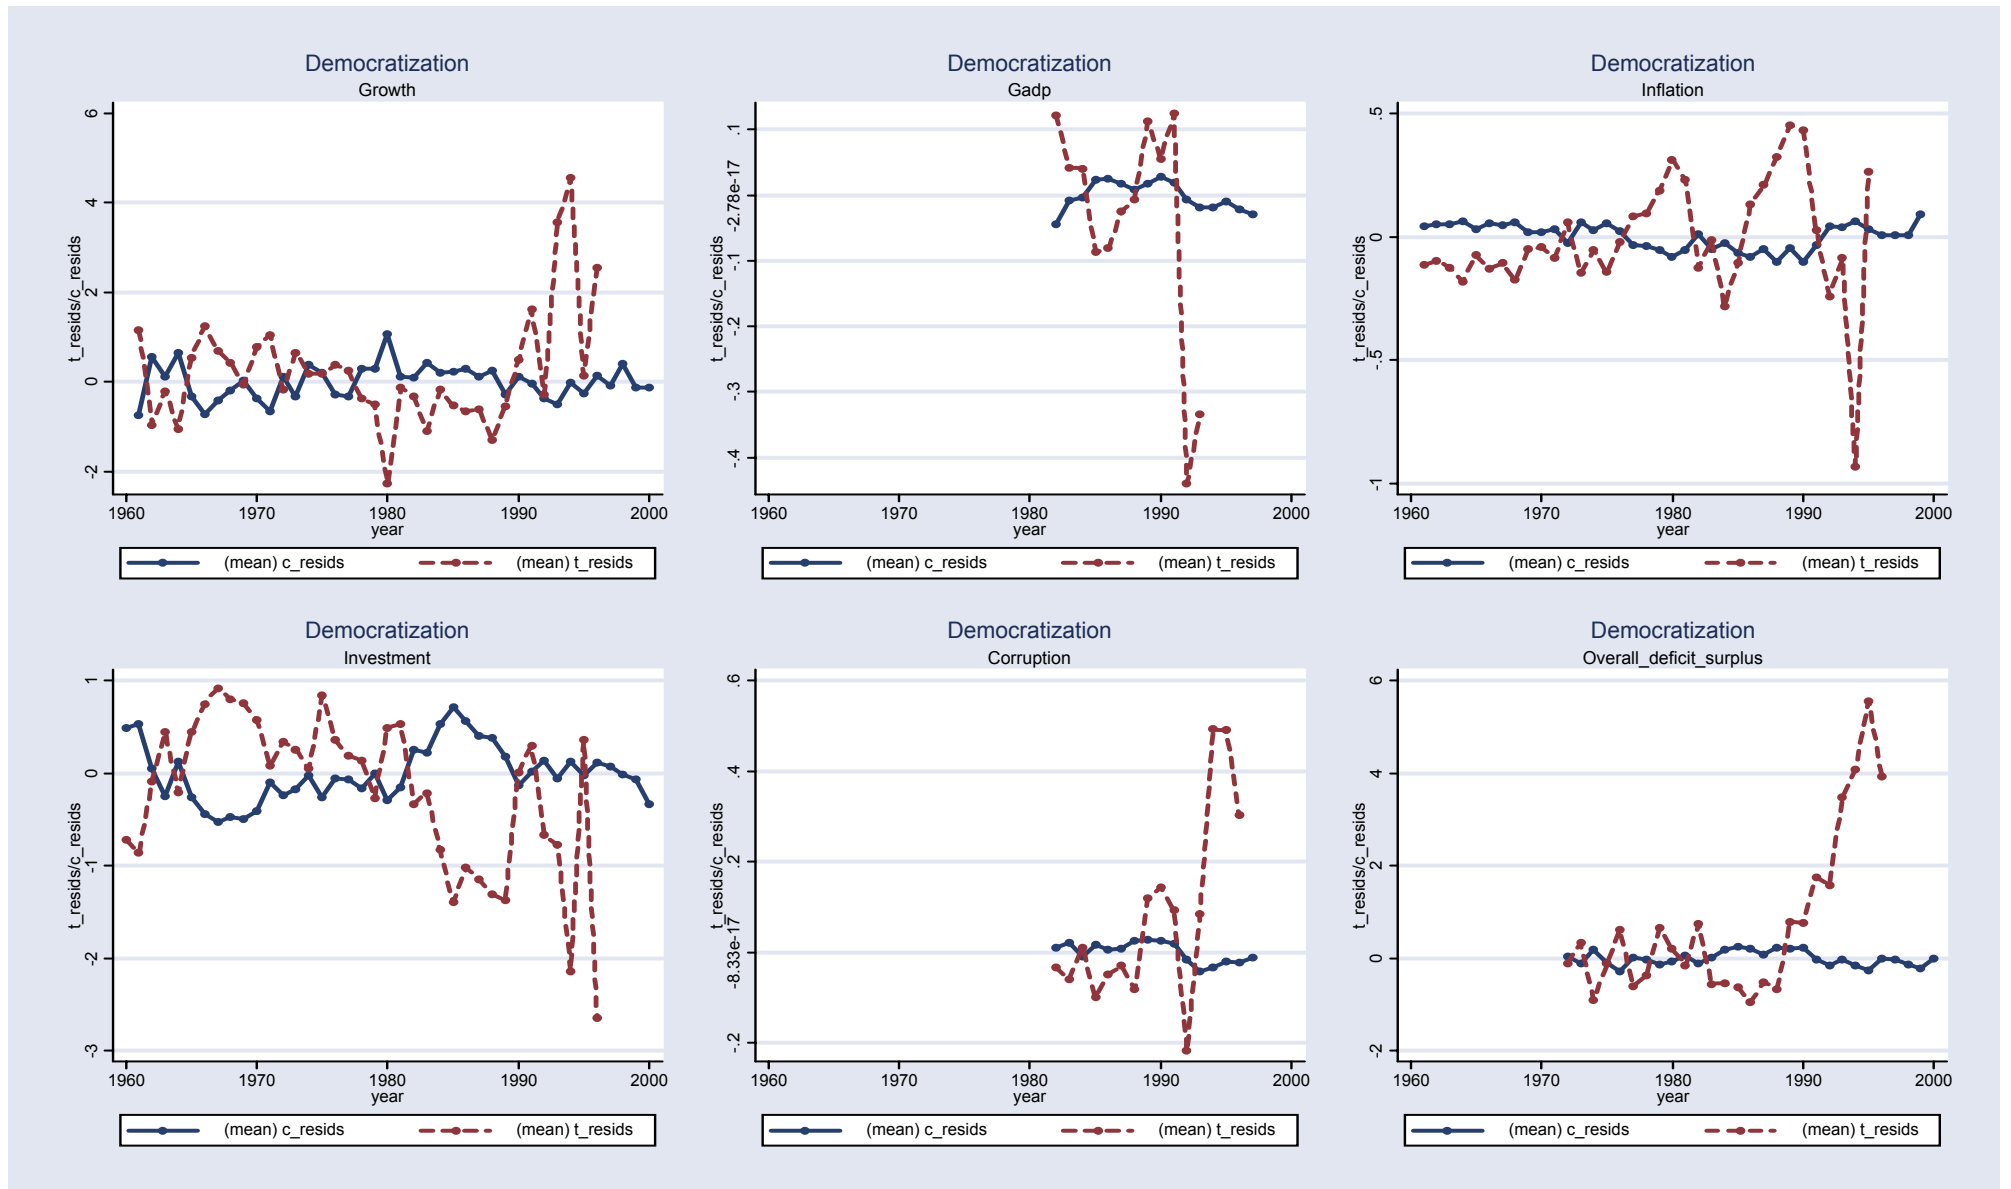 Democratization
Growth
t_resids/c_resids
6
4
2
0
-2
1960 1970 1980 1990 2000
year
(mean) c_resids (mean) t_resids
Democratization
Gadp
t_resids/c_resids
.1
-2.78e-17
-.1
-.2
-.3
-.4
1960 1970 1980 1990 2000
year
(mean) c_resids (mean) t_resids
Democratization
Inflation
t_resids/c_resids
.5
0
-.5
-1
1960 1970 1980 1990 2000
year
(mean) c_resids (mean) t_resids
Democratization
Investment
t_resids/c_resids
1
0
-1
-2
-3
1960 1970 1980 1990 2000
year
(mean) c_resids (mean) t_resids
Democratization
Corruption
t_resids/c_resids
.6
.4
.2
-8.33e-17
-.2
1960 1970 1980 1990 2000
year
(mean) c_resids (mean) t_resids
Democratization
Overall_deficit_surplus
t_resids/c_resids
6
4
2
0
-2
1960 1970 1980 1990 2000
year
(mean) c_resids (mean) t_resids